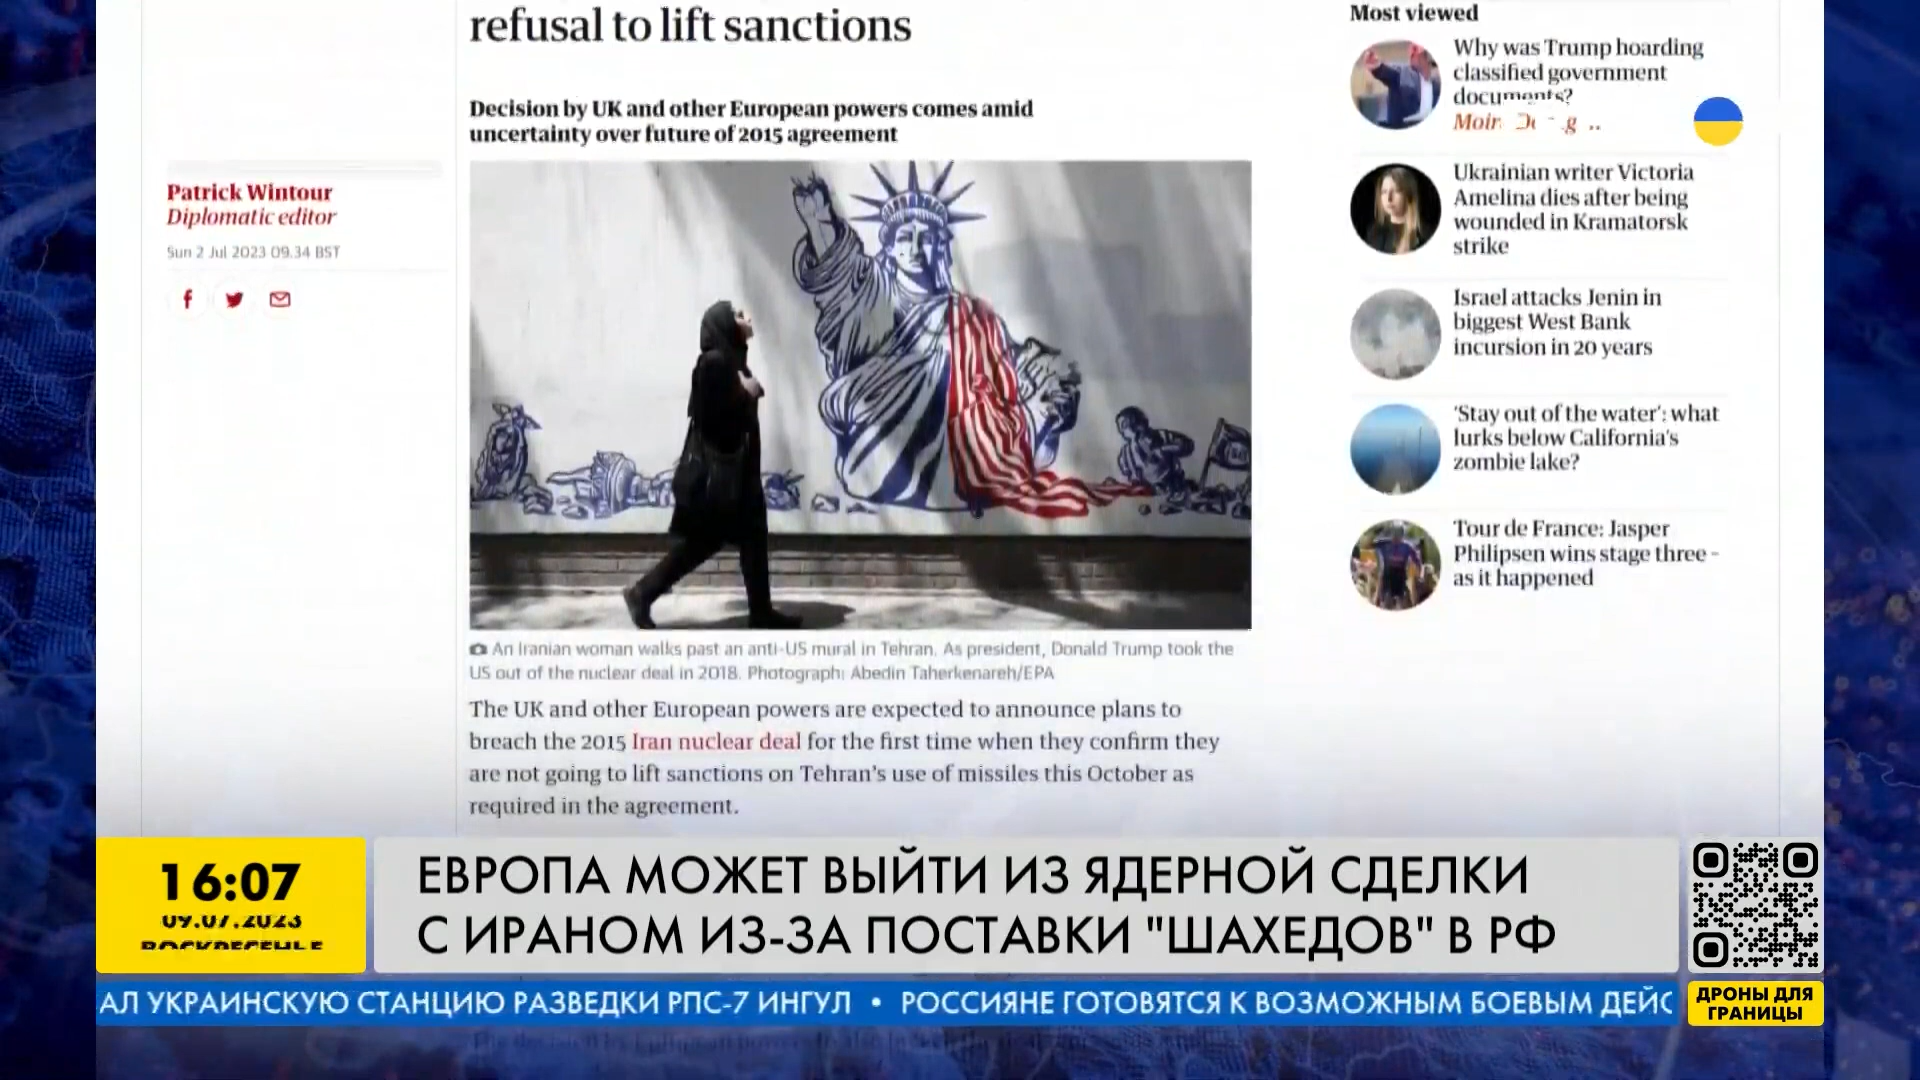 refusal to lift sanctions
Decision by UK and other European powers comes amid
uncertainty over future of 2015 agreement
Patrick Wintour
Diplomatic editor
Sun 2 Jul 2023 09.34 BST
An Iranian woman walks past an anti-US mural in Tehran. As president, Donald Trump took the
US out of the nuclear deal in 2018. Photograph: Abedin Taherkenareh/EPA
The UK and other European powers are expected to announce plans to
breach the 2015 Iran nuclear deal for the first time when they confirm they
are not going to lift sanctions on Tehran's use of missiles this October as
required in the agreement.
Most viewed
Why was Trump hoarding
classified government
documents?
Ukrainian writer Victoria
Amelina dies after being
wounded in Kramatorsk
strike
Israel attacks Jenin in
biggest West Bank
incursion in 20 years
'Stay out of the water': what
lurks below California's
zombie lake?
Tour de France: Jasper
Philipsen wins stage three –
as it happened
16:07
09.07.2023
ВОСКРЕСЕНЬЕ
ЕВРОПА МОЖЕТ ВЫЙТИ ИЗ ЯДЕРНОЙ СДЕЛКИ
С ИРАНОМ ИЗ-ЗА ПОСТАВКИ "ШАХЕДОВ" В РФ
АЛ УКРАИНСКУЮ СТАНЦИЮ РАЗВЕДКИ РПС-7 ИНГУЛ • РОССИЯНЕ ГОТОВЯТСЯ К ВОЗМОЖНЫМ БОЕВЫМ ДЕЙС
ДРОНЫ ДЛЯ
ГРАНИЦЫ